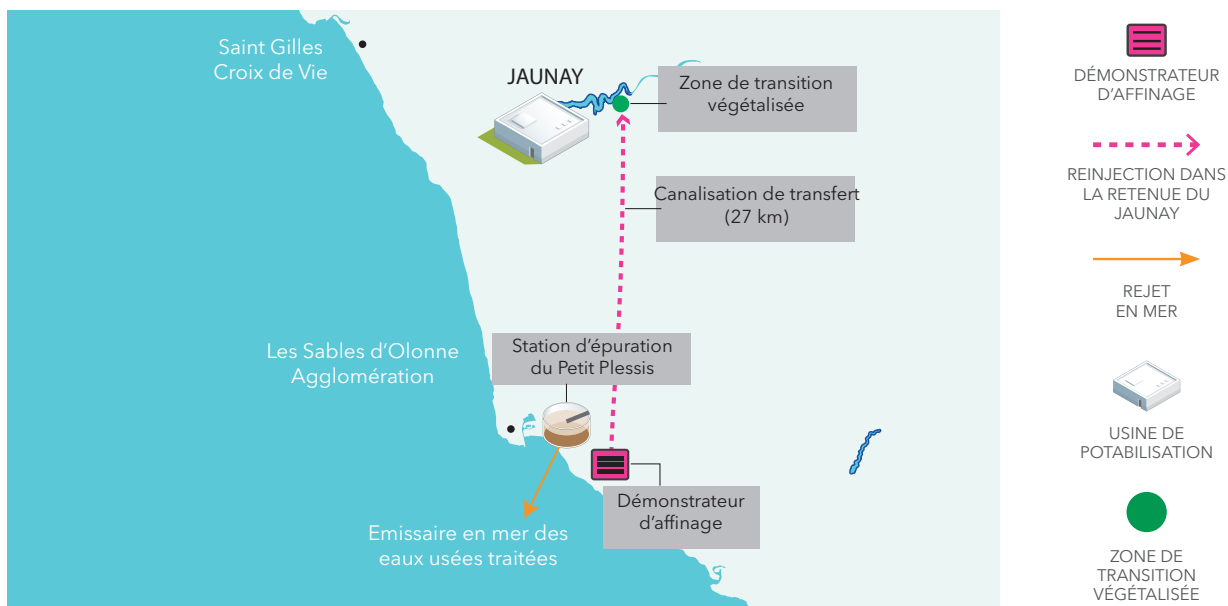 Saint Gilles
Croix de Vie
JAUNAY
Zone de transition
végétalisée
Canalisation de transfert
(27 km)
Les Sables d'Olonne
Agglomération
Station d'épuration
du Petit Plessis
Démonstrateur
d'affinage
Emissaire en mer des
eaux usées traitées
DÉMONSTRATEUR
D'AFFINAGE
REINJECTION DANS
LA RETENUE DU
JAUNAY
REJET
EN MER
USINE DE
POTABILISATION
ZONE DE
TRANSITION
VÉGÉTALISÉE